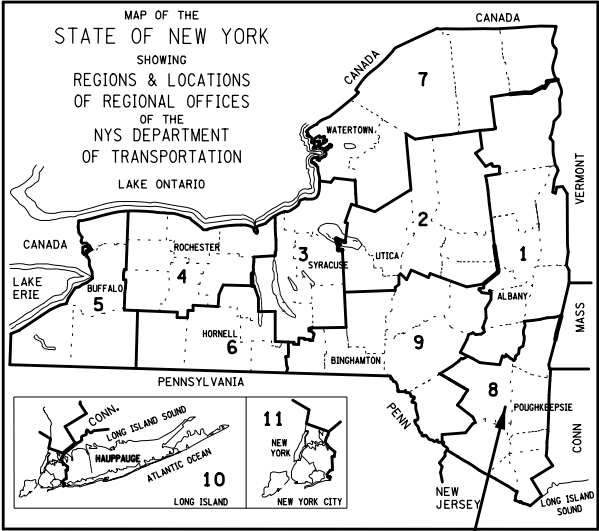 MAP OF THE
STATE OF NEW YORK
SHOWING
REGIONS & LOCATIONS
OF REGIONAL OFFICES
OF THE
NYS DEPARTMENT
OF TRANSPORTATION
LAKE ONTARIO
CANADA
CANADA
7
WATERTOWN
VERMONT
2
UTICA
1
ALBANY
CANADA
ROCHESTER
4
3
SYRACUSE
LAKE
ERIE
BUFFALO
5
HORNELL
6
BINGHAMTON
9
MASS
PENNSYLVANIA
PENN
8
POUGHKEEPSIE
CONN
NEW
JERSEY
LONG ISLAND
SOUND
CONN.
LONG ISLAND SOUND
HAUPPAUGE
ATLANTIC OCEAN
10
LONG ISLAND
11
NEW
YORK
NEW YORK CITY